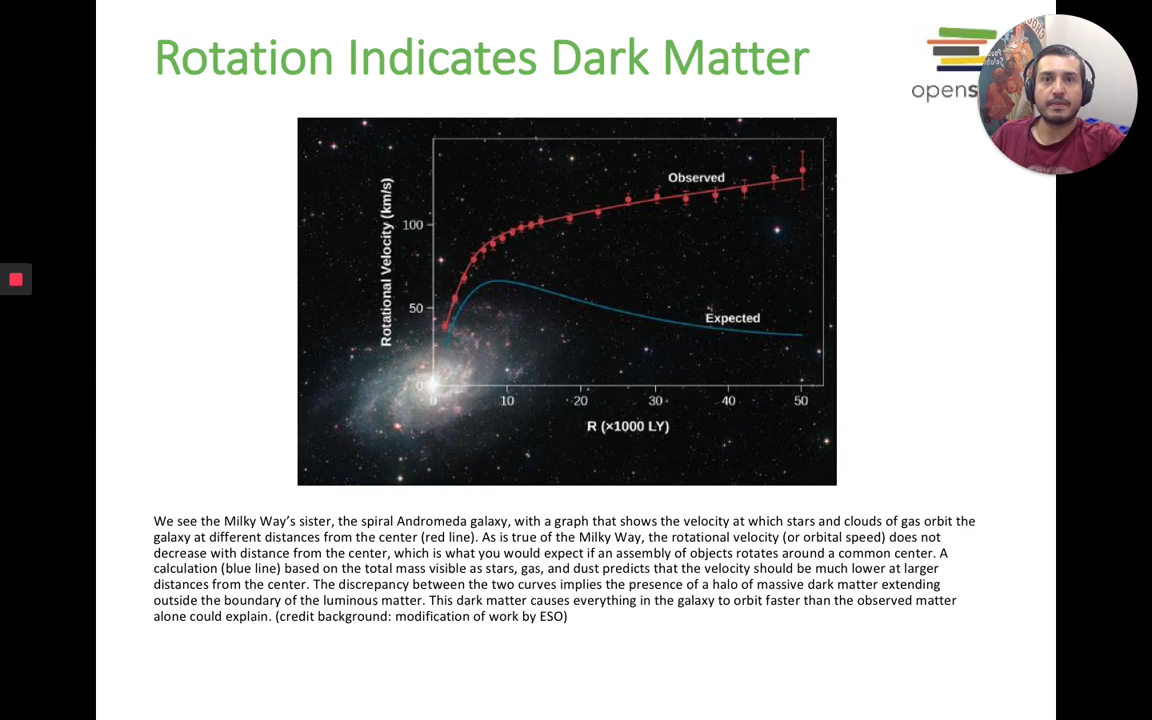 Rotation Indicates Dark Matter
opens
Observed
Rotational Velocity (km/s)
100
50
0
Expected
0 10 20 30 40 50
R (×1000 LY)
We see the Milky Way’s sister, the spiral Andromeda galaxy, with a graph that shows the velocity at which stars and clouds of gas orbit the
galaxy at different distances from the center (red line). As is true of the Milky Way, the rotational velocity (or orbital speed) does not
decrease with distance from the center, which is what you would expect if an assembly of objects rotates around a common center. A
calculation (blue line) based on the total mass visible as stars, gas, and dust predicts that the velocity should be much lower at larger
distances from the center. The discrepancy between the two curves implies the presence of a halo of massive dark matter extending
outside the boundary of the luminous matter. This dark matter causes everything in the galaxy to orbit faster than the observed matter
alone could explain. (credit background: modification of work by ESO)